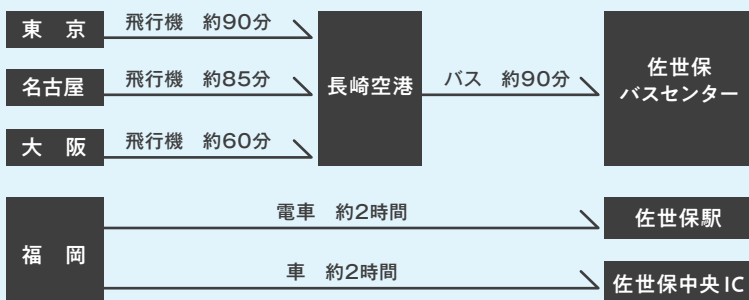 東　京
飛行機　約90分
名古屋
飛行機　約85分
大　阪
飛行機　約60分
長崎空港
バス　約90分
佐世保
バスセンター
福　岡
電車　約2時間
佐世保駅
車　約2時間
佐世保中央IC